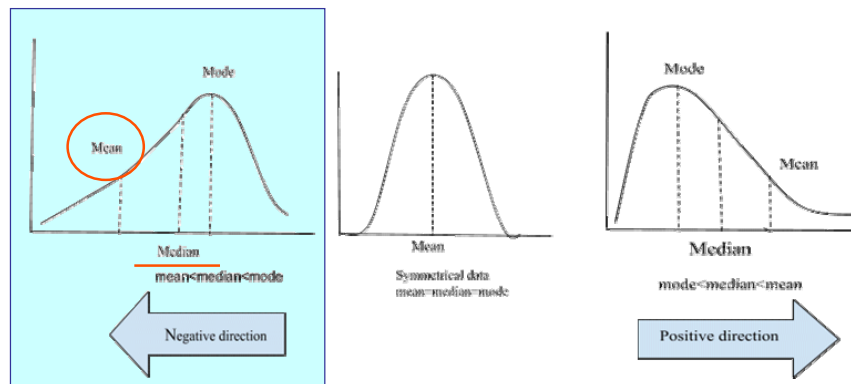 Mode
Mean
Median
mean<median<mode
Negative direction
Mean
Symmetrical data
mean=median=mode
Mode
Mean
Median
mode<median<mean
Positive direction